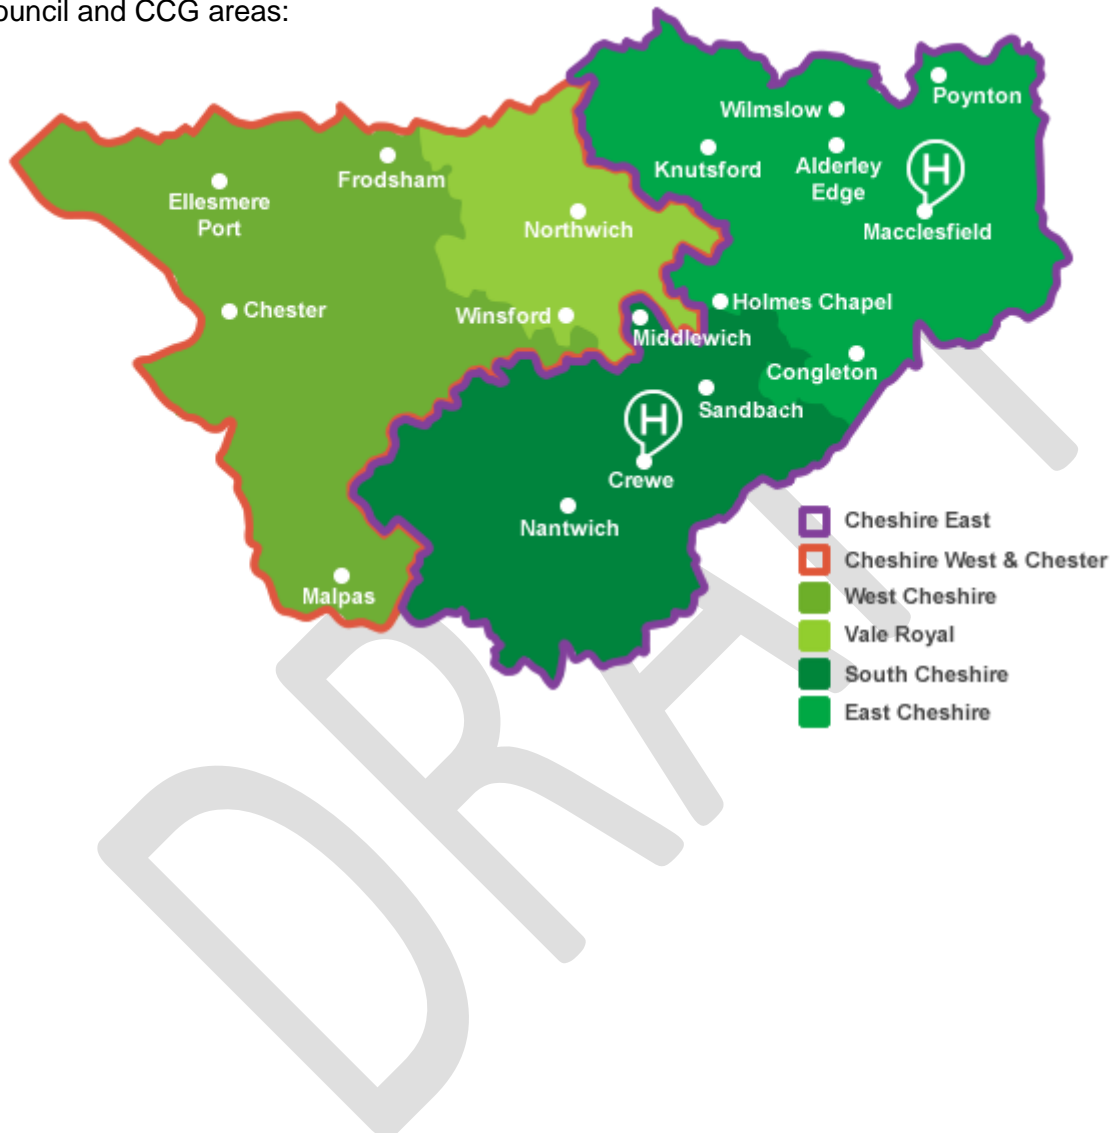 ouncil and CCG areas:
Poynton
Wilmslow
Knutsford
Alderley
Edge
H
Macclesfield
Frodsham
Ellesmere
Port
Northwich
Chester
Winsford
Holmes Chapel
Middlewich
Congleton
Sandbach
H
Crewe
Nantwich
Malpas
Cheshire East
Cheshire West & Chester
West Cheshire
Vale Royal
South Cheshire
East Cheshire
DRAFT